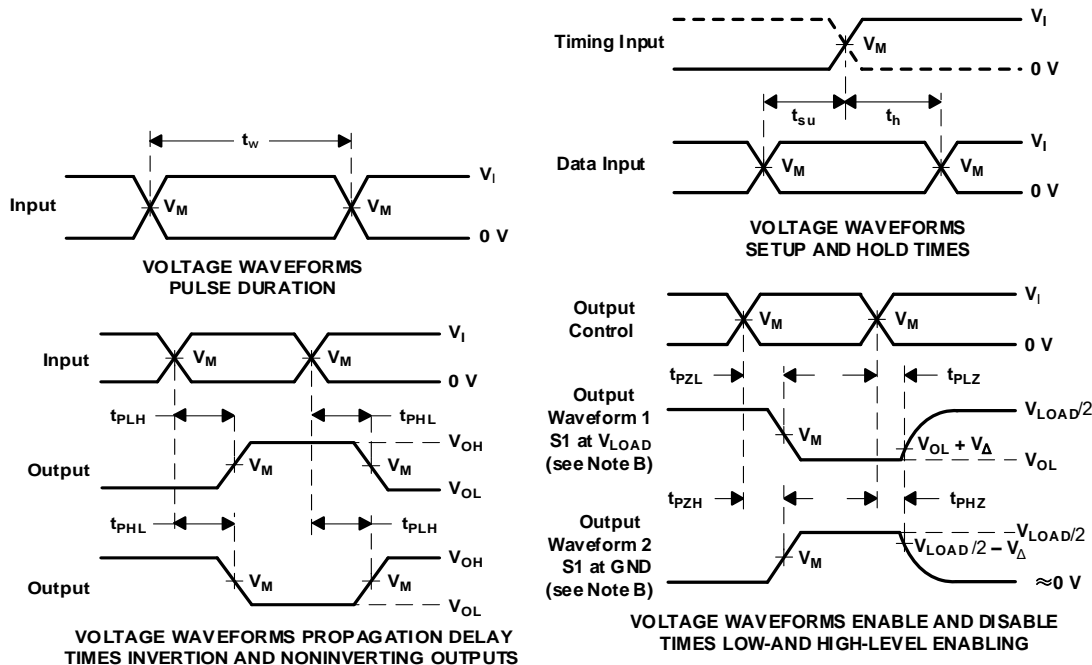 t_w
Input
V_M
V_M
V_I
0 V
VOLTAGE WAVEFORMS
PULSE DURATION
Timing Input
V_M
V_I
0 V
t_su
t_h
Data Input
V_M
V_M
V_I
0 V
VOLTAGE WAVEFORMS
SETUP AND HOLD TIMES
Input
V_M
V_M
V_I
0 V
t_PLH
t_PHL
Output
V_M
V_M
V_OH
V_OL
t_PHL
t_PLH
Output
V_M
V_M
V_OH
V_OL
VOLTAGE WAVEFORMS PROPAGATION DELAY
TIMES INVERTION AND NONINVERTING OUTPUTS
Output
Control
V_M
V_M
V_I
0 V
t_PZL
t_PLZ
Output
Waveform 1
S1 at V_LOAD
(see Note B)
V_M
V_LOAD/2
V_OL + V_Δ
V_OL
t_PZH
t_PHZ
Output
Waveform 2
S1 at GND
(see Note B)
V_M
V_LOAD/2
V_LOAD/2 – V_Δ
≈0 V
VOLTAGE WAVEFORMS ENABLE AND DISABLE
TIMES LOW-AND HIGH-LEVEL ENABLING